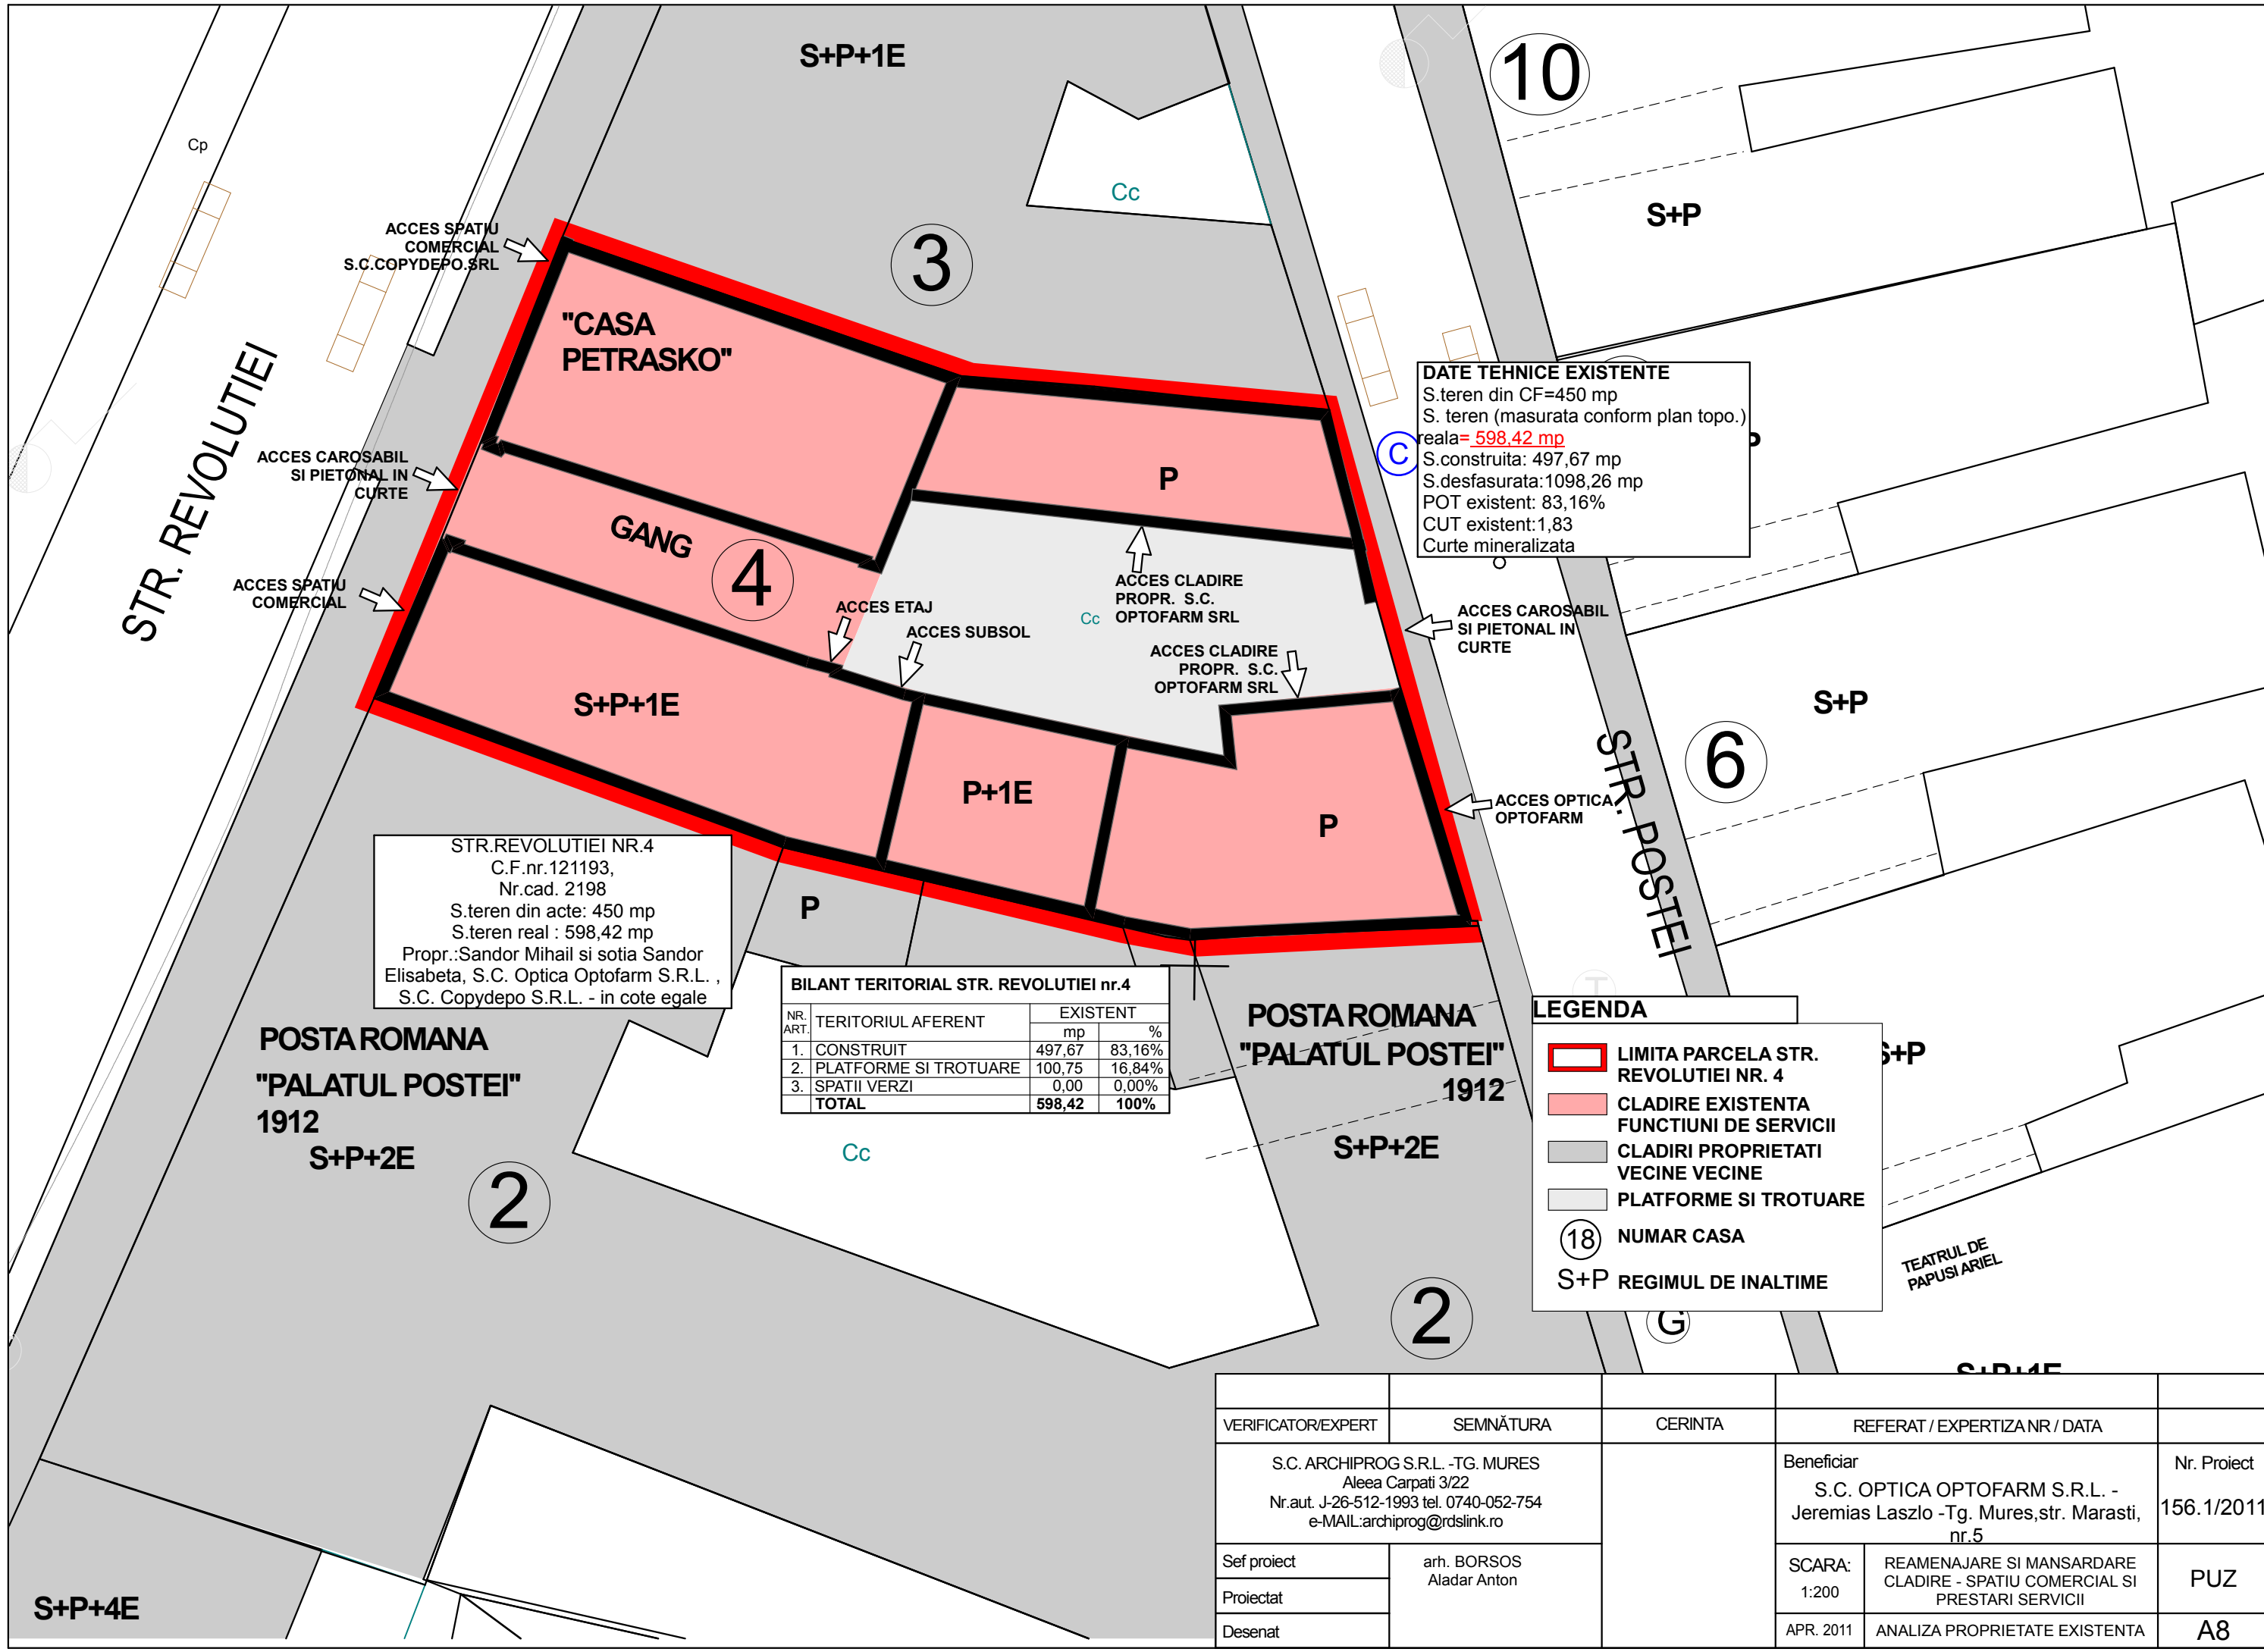 S+P+1E
10
Cp
Cc
S+P
ACCES SPATIU
COMERCIAL
S.C.COPYDEPO.SRL
3
"CASA
PETRASKO"
STR. REVOLUTIEI
DATE TEHNICE EXISTENTE
S.teren din CF=450 mp
S. teren (masurata conform plan topo.)
reala= 598,42 mp
S.construita: 497,67 mp
S.desfasurata:1098,26 mp
POT existent: 83,16%
CUT existent:1,83
Curte mineralizata
C
ACCES CAROSABIL
SI PIETONAL IN
CURTE
P
GANG
4
ACCES SPATIU
COMERCIAL
ACCES ETAJ
ACCES SUBSOL
Cc
ACCES CLADIRE
PROPR. S.C.
OPTOFARM SRL
ACCES CLADIRE
PROPR. S.C.
OPTOFARM SRL
ACCES CAROSABIL
SI PIETONAL IN
CURTE
S+P+1E
S+P
6
STR. POSTEI
P+1E
P
ACCES OPTICA
OPTOFARM
STR.REVOLUTIEI NR.4
C.F.nr.121193,
Nr.cad. 2198
S.teren din acte: 450 mp
S.teren real : 598,42 mp
Propr.:Sandor Mihail si sotia Sandor
Elisabeta, S.C. Optica Optofarm S.R.L. ,
S.C. Copydepo S.R.L. - in cote egale
P
BILANT TERITORIAL STR. REVOLUTIEI nr.4
NR. ART. TERITORIUL AFERENT EXISTENT
mp %
1. CONSTRUIT 497,67 83,16%
2. PLATFORME SI TROTUARE 100,75 16,84%
3. SPATII VERZI 0,00 0,00%
TOTAL 598,42 100%
POSTA ROMANA
"PALATUL POSTEI"
1912
S+P+2E
2
Cc
POSTA ROMANA
"PALATUL POSTEI"
1912
S+P+2E
2
T
LEGENDA
LIMITA PARCELA STR.
REVOLUTIEI NR. 4
CLADIRE EXISTENTA
FUNCTIUNI DE SERVICII
CLADIRI PROPRIETATI
VECINE VECINE
PLATFORME SI TROTUARE
18 NUMAR CASA
S+P REGIMUL DE INALTIME
S+P
TEATRUL DE
PAPUSI ARIEL
G
S+P+1E
S+P+4E
VERIFICATOR/EXPERT SEMNĂTURA CERINTA REFERAT / EXPERTIZA NR / DATA
S.C. ARCHIPROG S.R.L. -TG. MURES
Aleea Carpati 3/22
Nr.aut. J-26-512-1993 tel. 0740-052-754
e-MAIL:archiprog@rdslink.ro
Beneficiar
S.C. OPTICA OPTOFARM S.R.L. -
Jeremias Laszlo -Tg. Mures,str. Marasti,
nr.5
Nr. Proiect
156.1/2011
Sef proiect
arh. BORSOS
Aladar Anton
Proiectat
Desenat
SCARA:
1:200
REAMENAJARE SI MANSARDARE
CLADIRE - SPATIU COMERCIAL SI
PRESTARI SERVICII
PUZ
APR. 2011 ANALIZA PROPRIETATE EXISTENTA A8